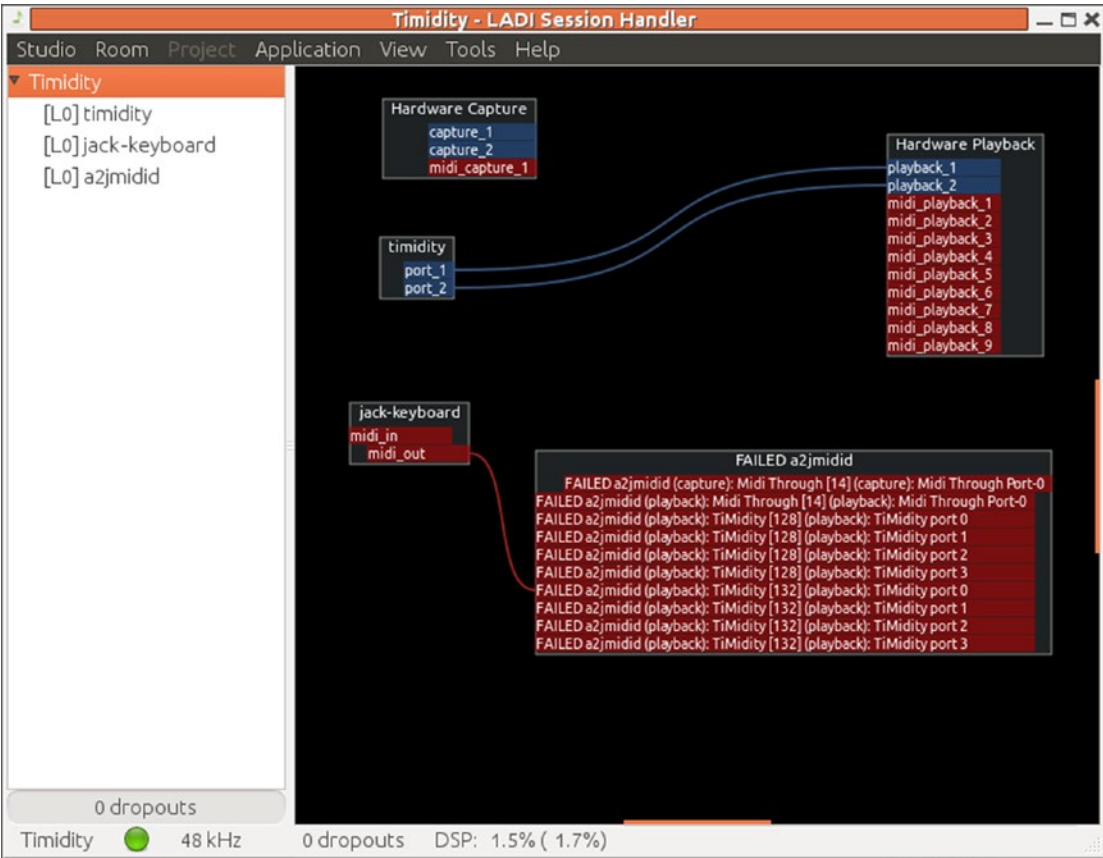 Timidity - LADI Session Handler
Studio Room Project Application View Tools Help
Timidity
[L0] timidity
[L0] jack-keyboard
[L0] a2jmidid
Hardware Capture
capture_1
capture_2
midi_capture_1
Hardware Playback
playback_1
playback_2
midi_playback_1
midi_playback_2
midi_playback_3
midi_playback_4
midi_playback_5
midi_playback_6
midi_playback_7
midi_playback_8
midi_playback_9
timidity
port_1
port_2
jack-keyboard
midi_in
midi_out
FAILED a2jmidid
FAILED a2jmidid (capture): Midi Through [14] (capture): Midi Through Port-0
FAILED a2jmidid (playback): Midi Through [14] (playback): Midi Through Port-0
FAILED a2jmidid (playback): TiMidity [128] (playback): TiMidity port 0
FAILED a2jmidid (playback): TiMidity [128] (playback): TiMidity port 1
FAILED a2jmidid (playback): TiMidity [128] (playback): TiMidity port 2
FAILED a2jmidid (playback): TiMidity [128] (playback): TiMidity port 3
FAILED a2jmidid (playback): TiMidity [132] (playback): TiMidity port 0
FAILED a2jmidid (playback): TiMidity [132] (playback): TiMidity port 1
FAILED a2jmidid (playback): TiMidity [132] (playback): TiMidity port 2
FAILED a2jmidid (playback): TiMidity [132] (playback): TiMidity port 3
0 dropouts
Timidity 48 kHz 0 dropouts DSP: 1.5% ( 1.7%)